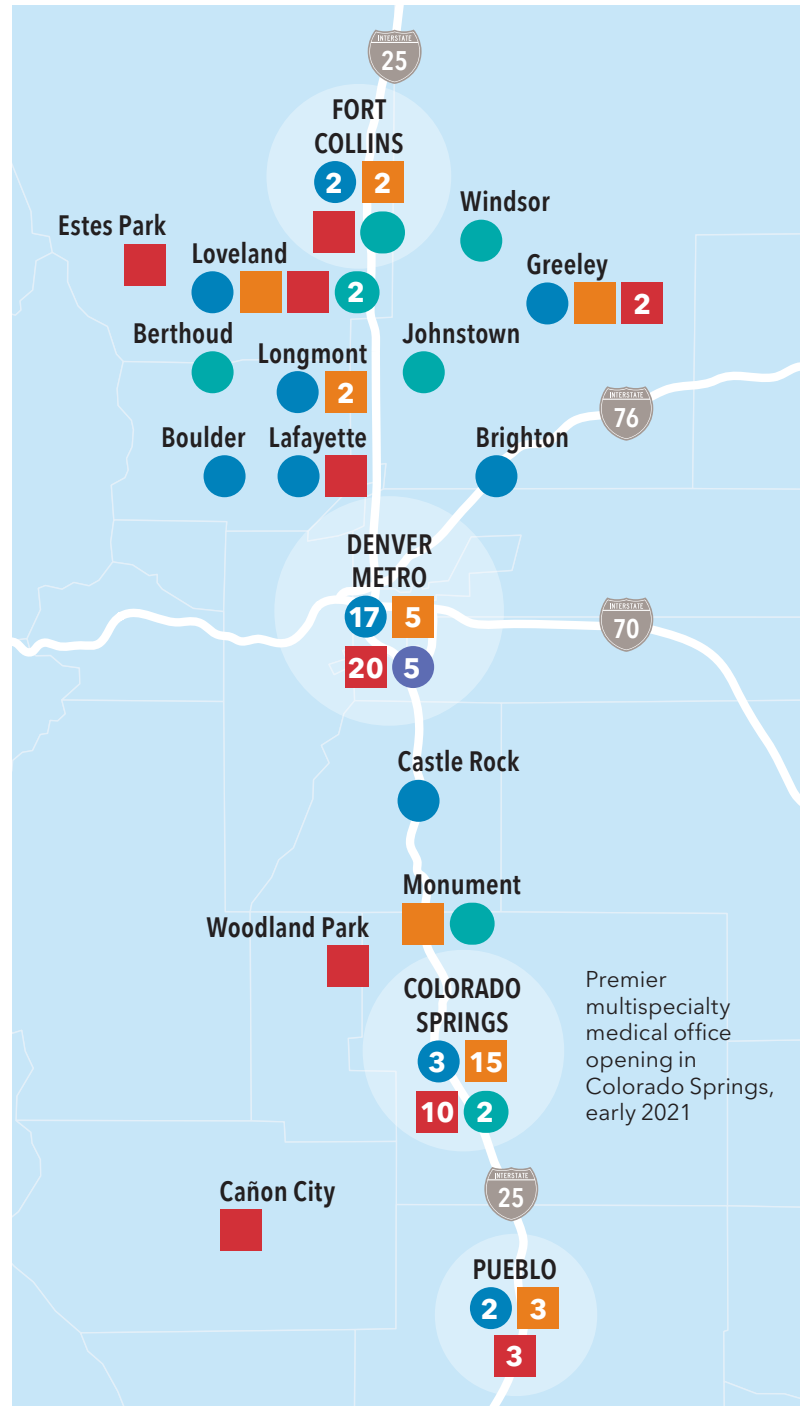 INTERSTATE
25
FORT
COLLINS
2 2
Windsor
Estes Park
Loveland
2
Greeley
2
Berthoud
Johnstown
Longmont
2
INTERSTATE
76
Boulder
Lafayette
Brighton
DENVER
METRO
17 5
20 5
INTERSTATE
70
Castle Rock
Monument
Woodland Park
COLORADO
SPRINGS
3 15
10 2
Premier
multispecialty
medical office
opening in
Colorado Springs,
early 2021
INTERSTATE
25
Cañon City
PUEBLO
2 3
3